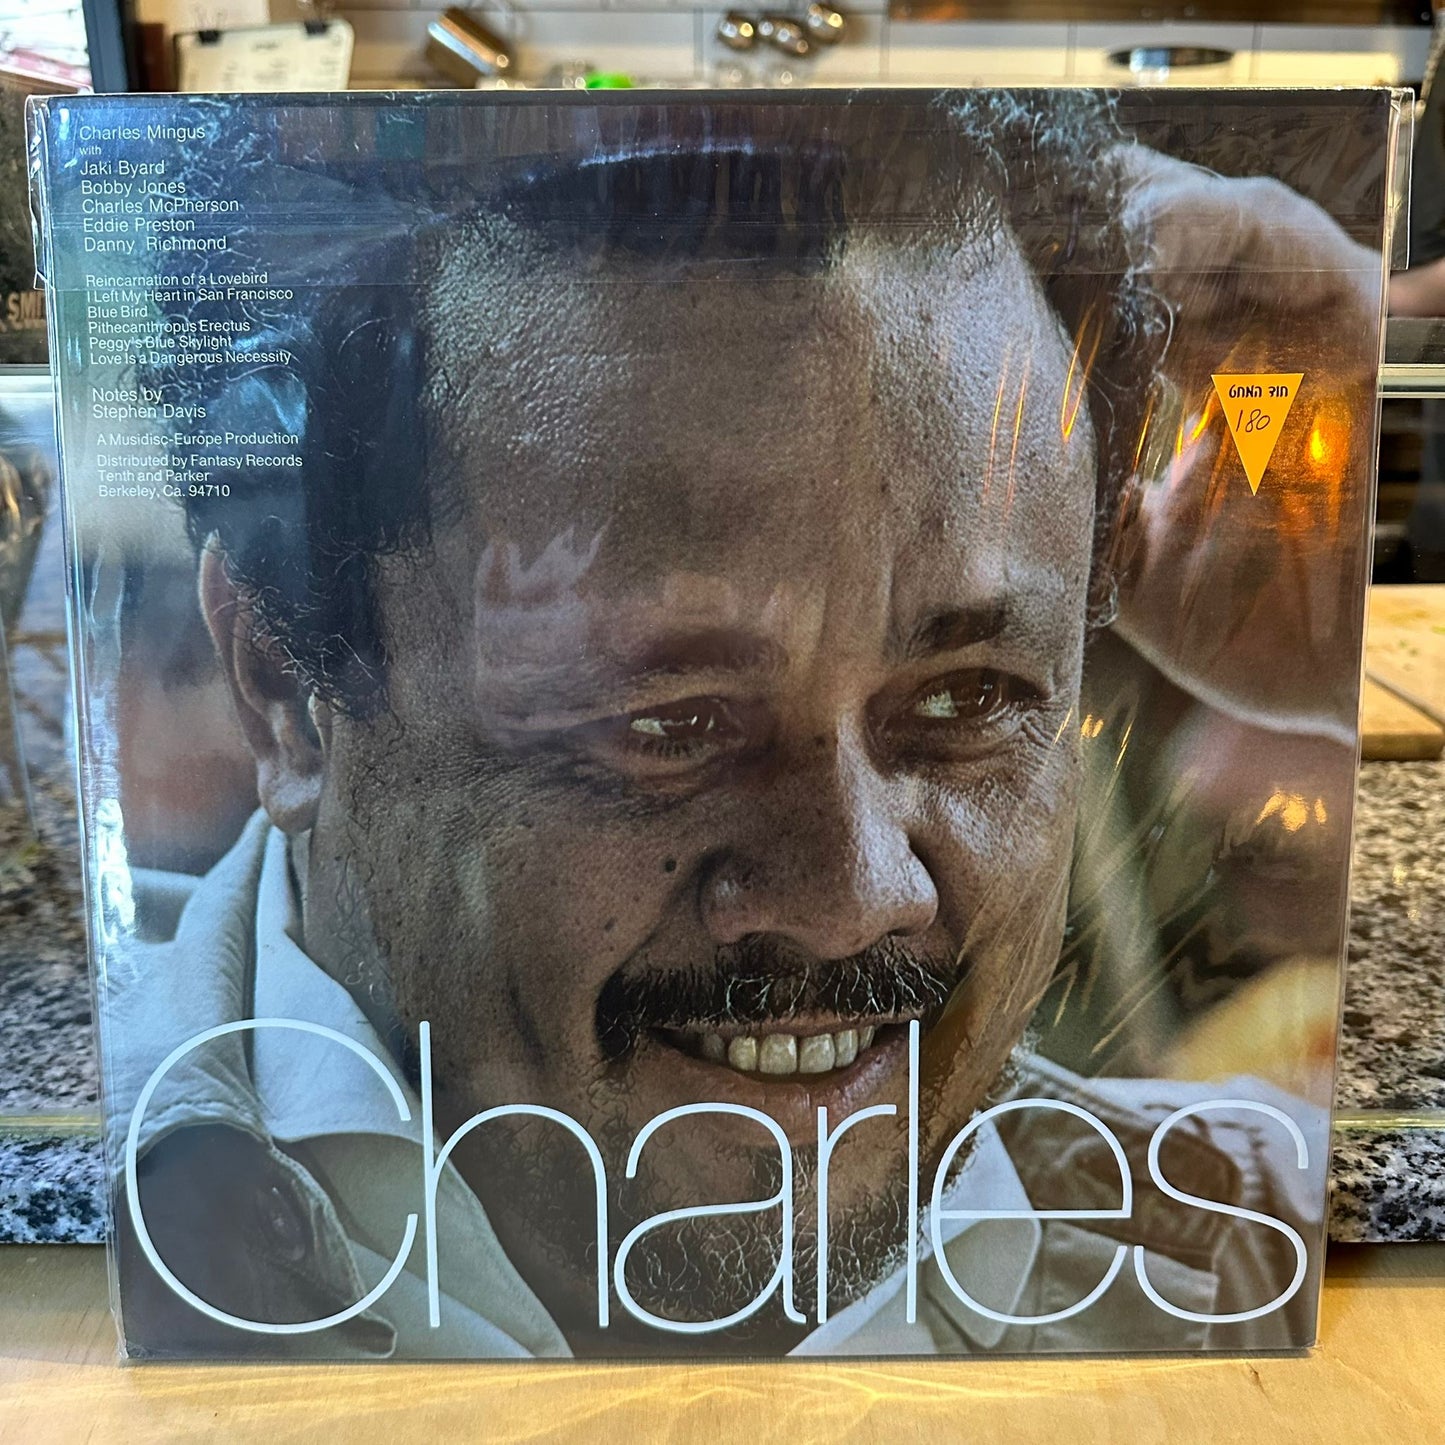 Charles Mingus
with
Jaki Byard
Bobby Jones
Charles McPherson
Eddie Preston
Danny Richmond
Reincarnation of a Lovebird
I Left My Heart in San Francisco
Blue Bird
Pithecanthropus Erectus
Peggy's Blue Skylight
Love Is a Dangerous Necessity
Notes by
Stephen Davis
A Musidisc-Europe Production
Distributed by Fantasy Records
Tenth and Parker
Berkeley, Ca. 94710
חוד המחט
180
Charles